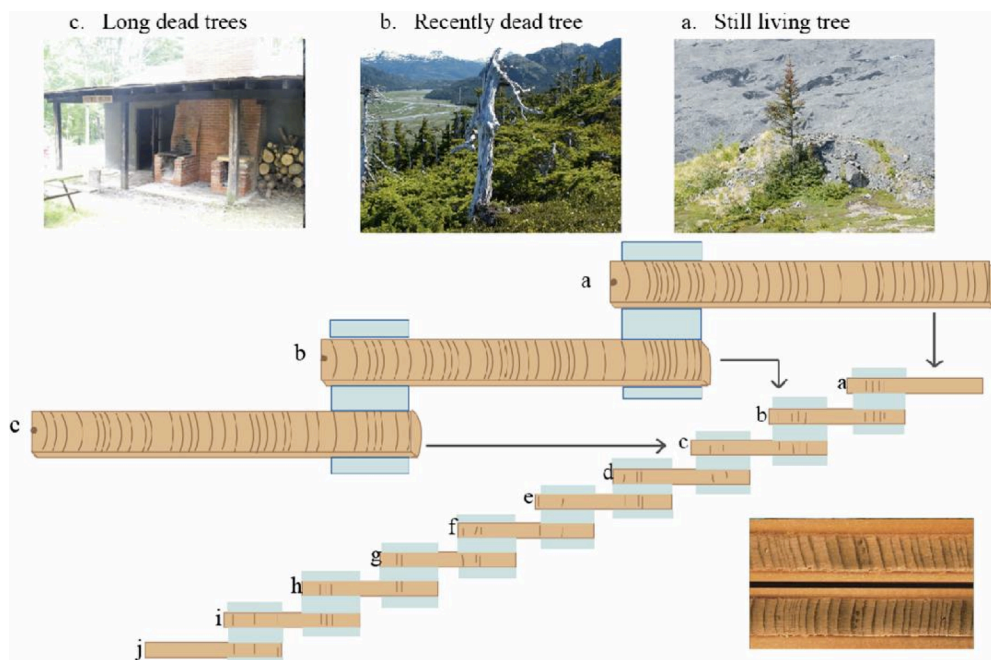 c. Long dead trees
b. Recently dead tree
a. Still living tree
a
b
c
a
b
c
d
e
f
g
h
i
j